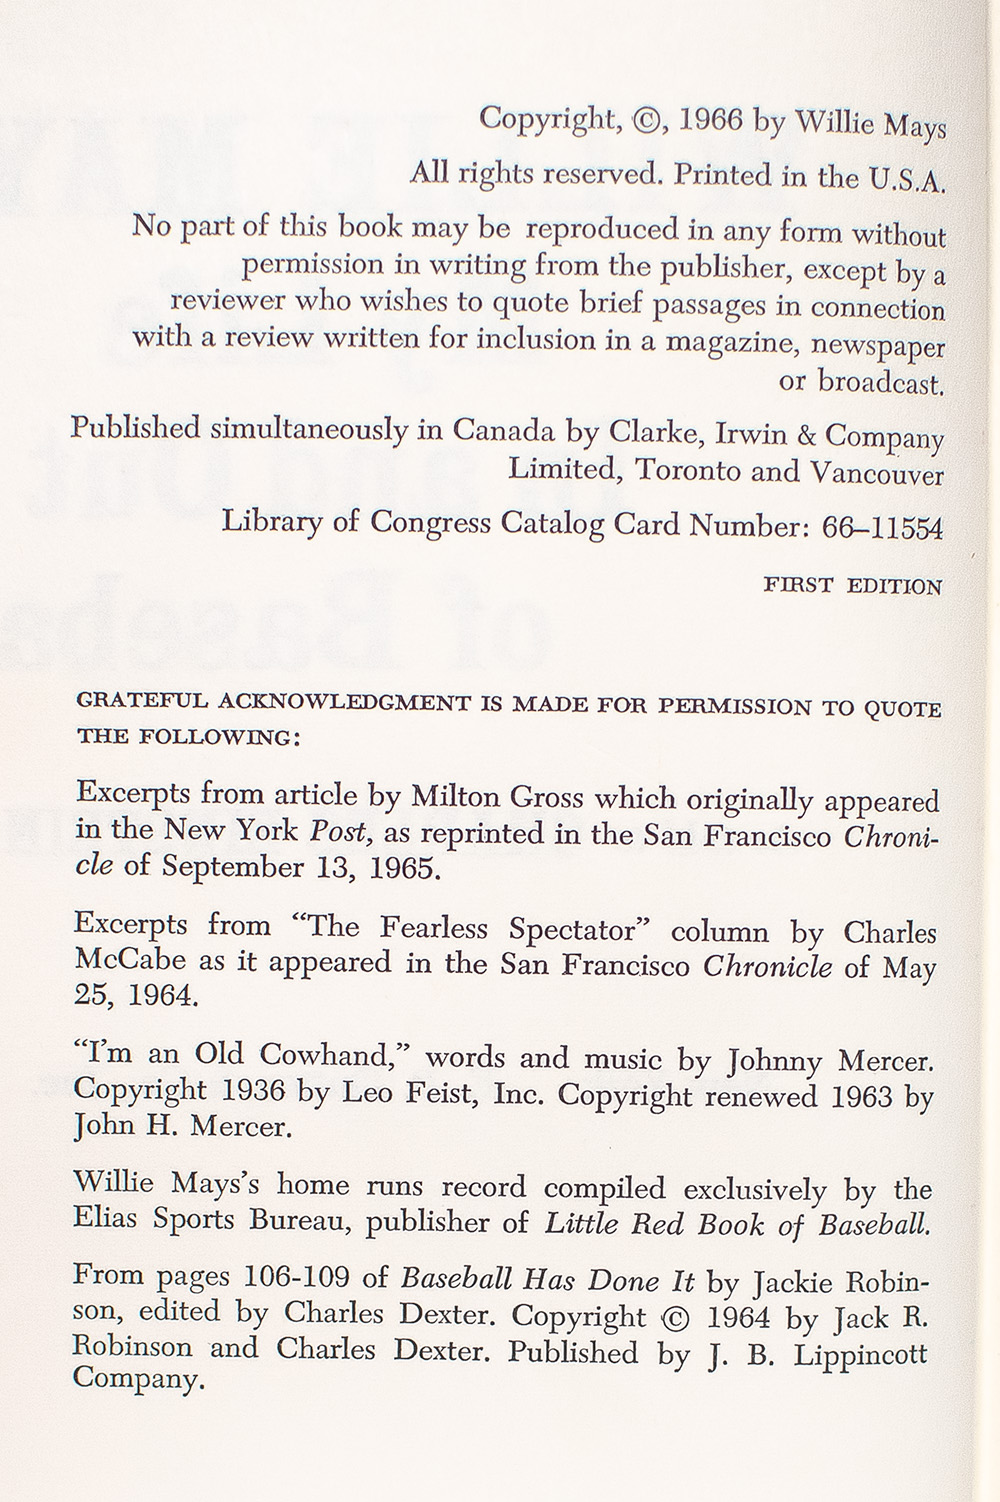 Copyright, ©, 1966 by Willie Mays
All rights reserved. Printed in the U.S.A.
No part of this book may be reproduced in any form without
permission in writing from the publisher, except by a
reviewer who wishes to quote brief passages in connection
with a review written for inclusion in a magazine, newspaper
or broadcast.
Published simultaneously in Canada by Clarke, Irwin & Company
Limited, Toronto and Vancouver
Library of Congress Catalog Card Number: 66–11554
FIRST EDITION
GRATEFUL ACKNOWLEDGMENT IS MADE FOR PERMISSION TO QUOTE
THE FOLLOWING:
Excerpts from article by Milton Gross which originally appeared
in the New York Post, as reprinted in the San Francisco Chroni-
cle of September 13, 1965.
Excerpts from “The Fearless Spectator” column by Charles
McCabe as it appeared in the San Francisco Chronicle of May
25, 1964.
“I’m an Old Cowhand,” words and music by Johnny Mercer.
Copyright 1936 by Leo Feist, Inc. Copyright renewed 1963 by
John H. Mercer.
Willie Mays’s home runs record compiled exclusively by the
Elias Sports Bureau, publisher of Little Red Book of Baseball.
From pages 106-109 of Baseball Has Done It by Jackie Robin-
son, edited by Charles Dexter. Copyright © 1964 by Jack R.
Robinson and Charles Dexter. Published by J. B. Lippincott
Company.